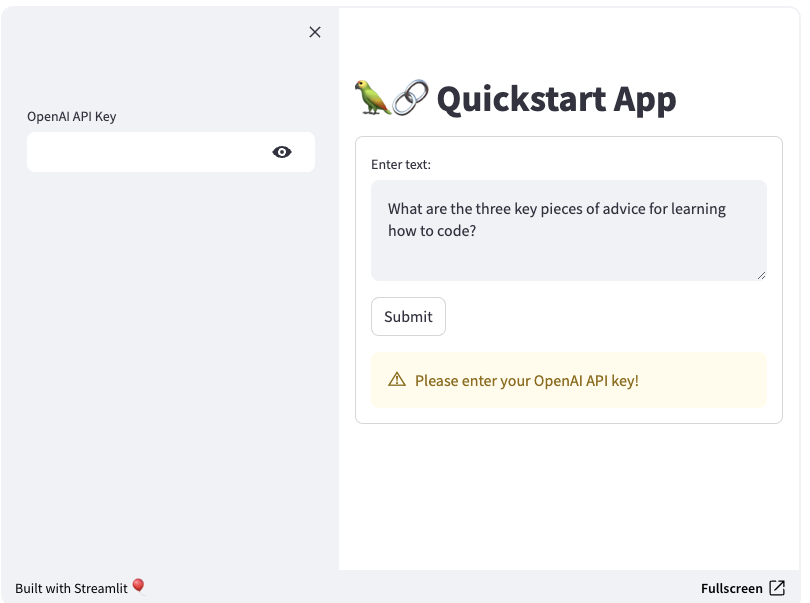 OpenAI API Key
Quickstart App
Enter text:
What are the three key pieces of advice for learning
how to code?
Submit
Please enter your OpenAI API key!
Built with Streamlit
Fullscreen